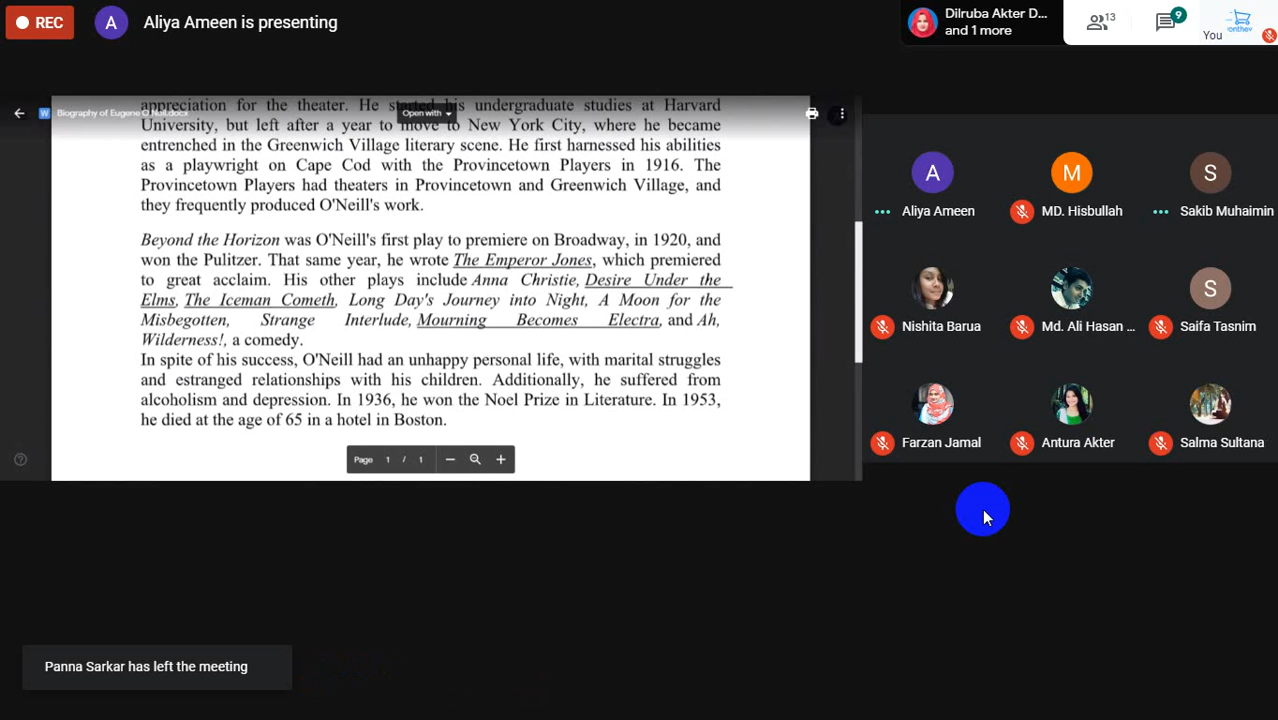 REC
A
Aliya Ameen is presenting
Dilruba Akter D...
and 1 more
13
9
You
W
Biography of Eugene O'Neill.docx
Open with
appreciation for the theater. He started his undergraduate studies at Harvard
University, but left after a year to move to New York City, where he became
entrenched in the Greenwich Village literary scene. He first harnessed his abilities
as a playwright on Cape Cod with the Provincetown Players in 1916. The
Provincetown Players had theaters in Provincetown and Greenwich Village, and
they frequently produced O'Neill's work.
Beyond the Horizon was O'Neill's first play to premiere on Broadway, in 1920, and
won the Pulitzer. That same year, he wrote The Emperor Jones, which premiered
to great acclaim. His other plays include Anna Christie, Desire Under the
Elms, The Iceman Cometh, Long Day's Journey into Night, A Moon for the
Misbegotten, Strange Interlude, Mourning Becomes Electra, and Ah,
Wilderness!, a comedy.
In spite of his success, O'Neill had an unhappy personal life, with marital struggles
and estranged relationships with his children. Additionally, he suffered from
alcoholism and depression. In 1936, he won the Noel Prize in Literature. In 1953,
he died at the age of 65 in a hotel in Boston.
Page 1 / 1
A
Aliya Ameen
M
MD. Hisbullah
S
Sakib Muhaimin
Nishita Barua
Md. Ali Hasan ...
S
Saifa Tasnim
Farzan Jamal
Antura Akter
Salma Sultana
Panna Sarkar has left the meeting